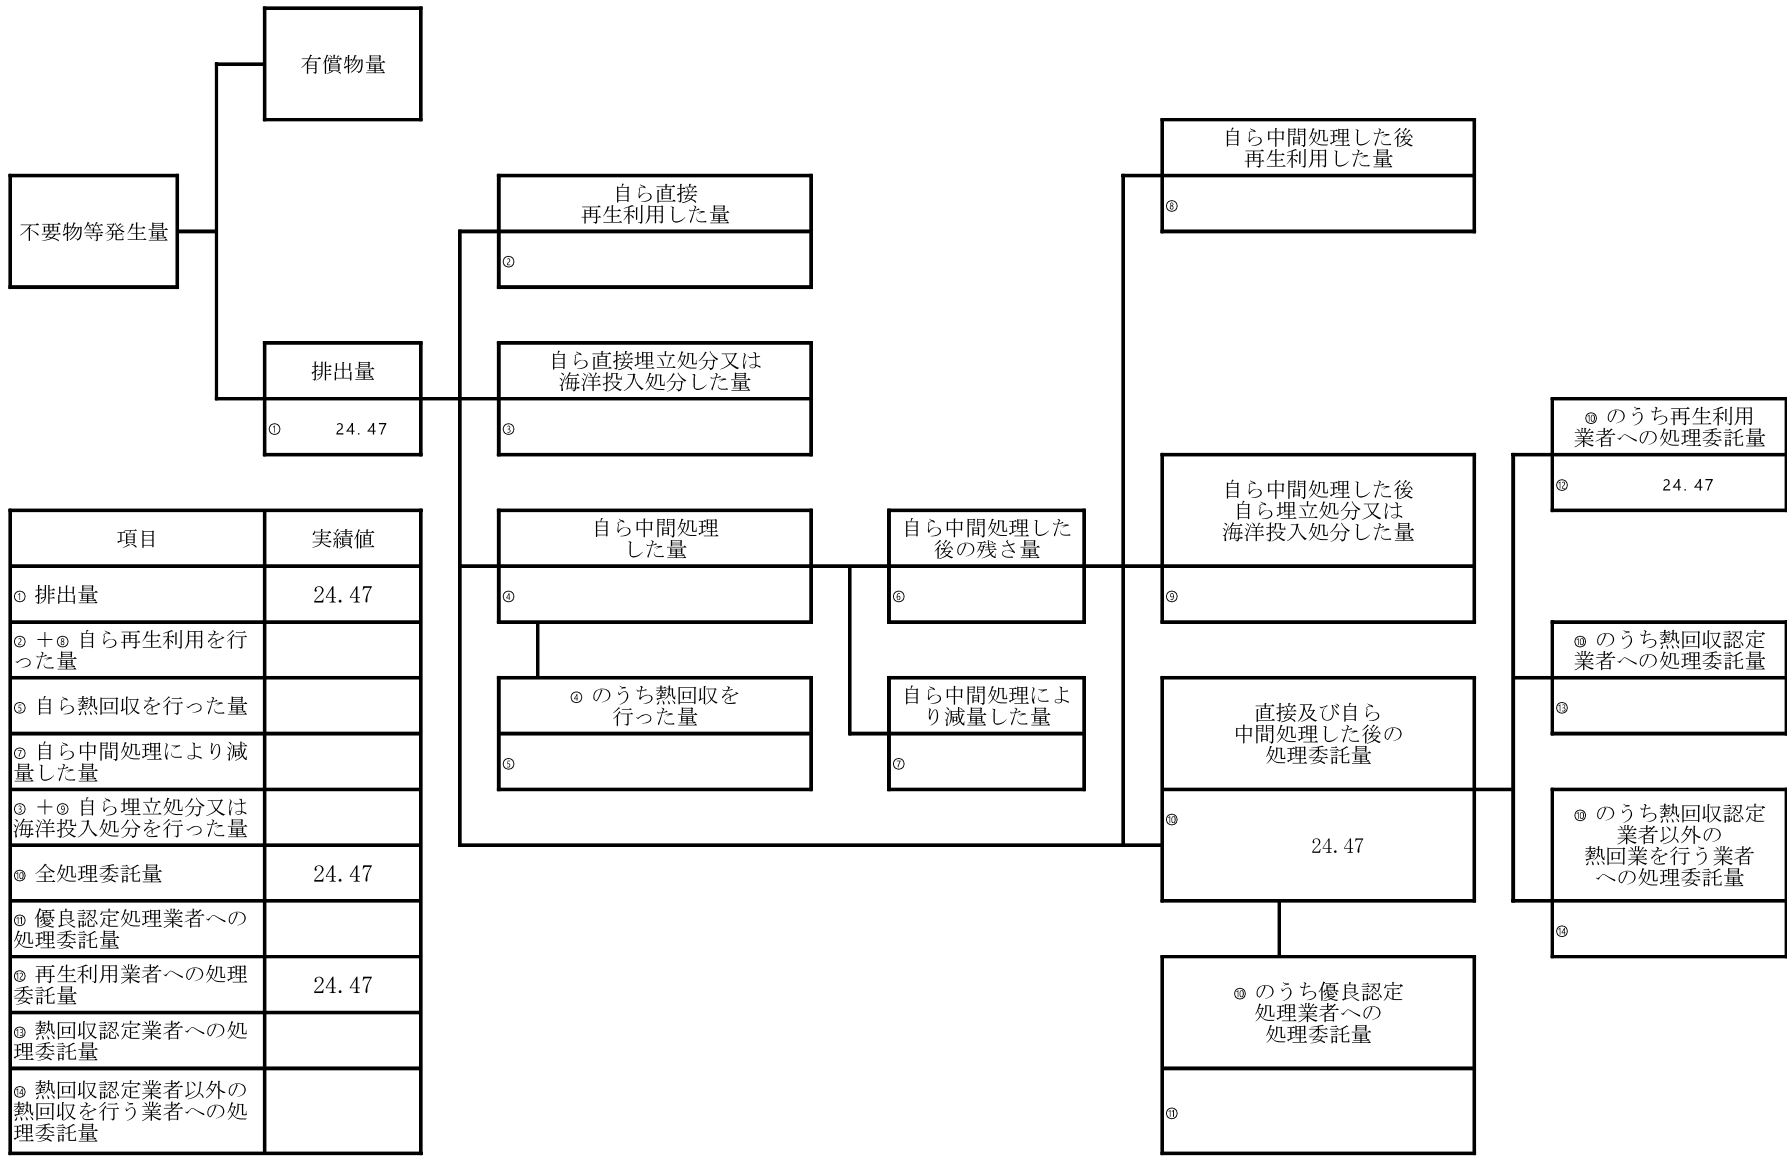 有償物量
不要物等発生量
排出量
① 24.47
自ら直接
再生利用した量
②
自ら直接埋立処分又は
海洋投入処分した量
③
自ら中間処理
した量
④
④のうち熱回収を
行った量
⑤
自ら中間処理した
後の残さ量
⑥
自ら中間処理によ
り減量した量
⑦
自ら中間処理した後
再生利用した量
⑧
自ら中間処理した後
自ら埋立処分又は
海洋投入処分した量
⑨
直接及び自ら
中間処理した後の
処理委託量
⑩
24.47
⑩のうち優良認定
処理業者への
処理委託量
⑪
⑩のうち再生利用
業者への処理委託量
⑫ 24.47
⑩のうち熱回収認定
業者への処理委託量
⑬
⑩のうち熱回収認定
業者以外の
熱回業を行う業者
への処理委託量
⑭
項目 実績値
①排出量 24.47
②+⑧自ら再生利用を行
った量
⑤自ら熱回収を行った量
⑦自ら中間処理により減
量した量
③+⑨自ら埋立処分又は
海洋投入処分を行った量
⑩全処理委託量 24.47
⑪優良認定処理業者への
処理委託量
⑫再生利用業者への処理
委託量 24.47
⑬熱回収認定業者への処
理委託量
⑭熱回収認定業者以外の
熱回収を行う業者への処
理委託量